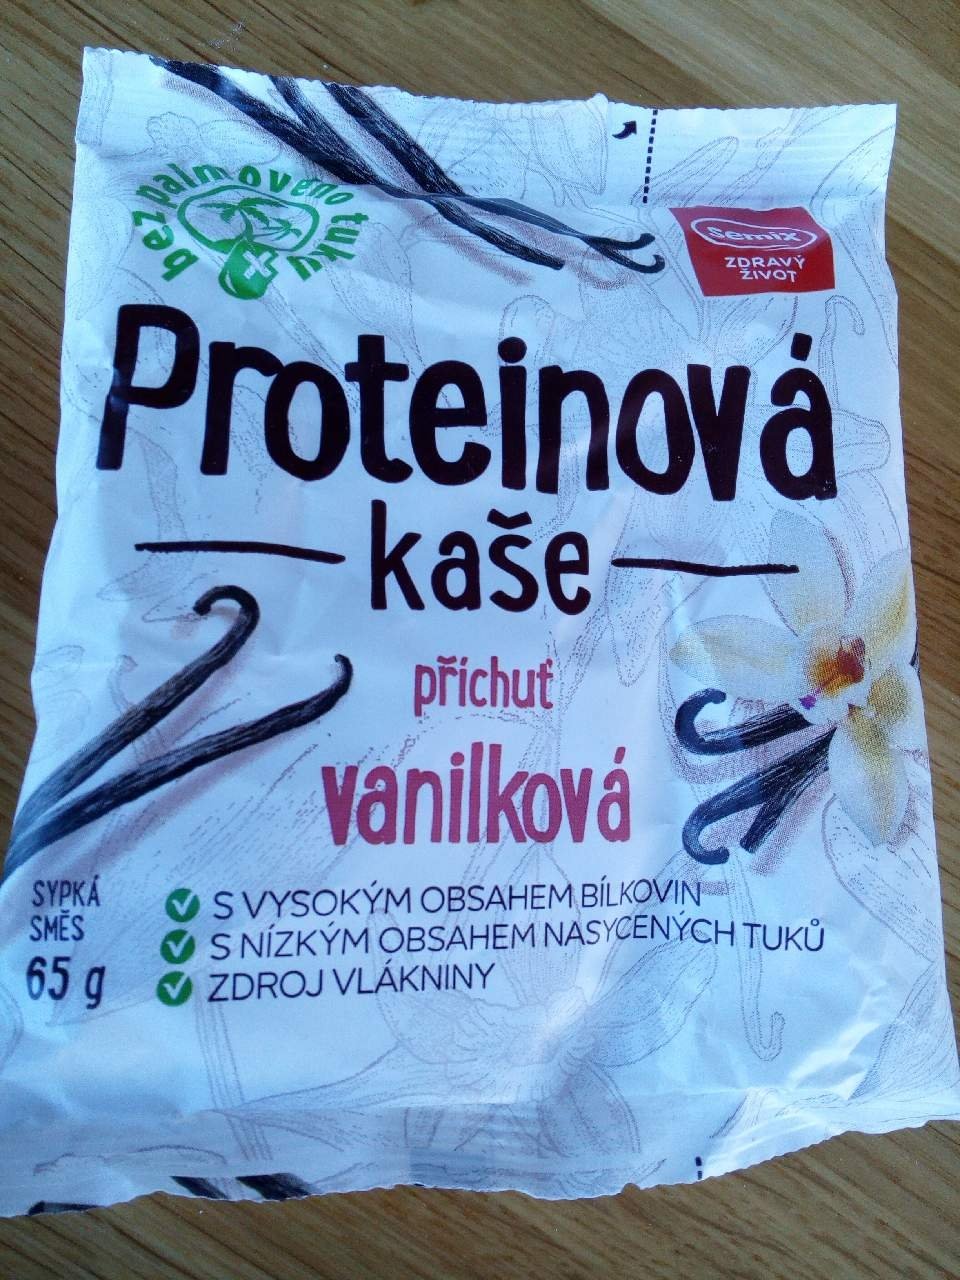 bez palmového tuku
semix
ZDRAVÝ
ŽIVOT
Proteinová
kaše
příchuť
vanilková
SYPKÁ
SMĚS
65 g
S VYSOKÝM OBSAHEM BÍLKOVIN
S NÍZKÝM OBSAHEM NASYCENÝCH TUKŮ
ZDROJ VLÁKNINY